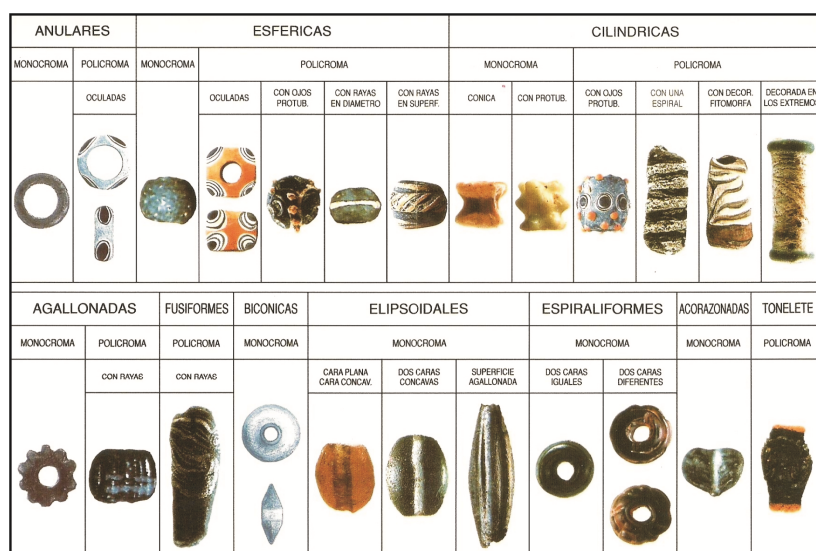 ANULARES ESFERICAS CILINDRICAS
MONOCROMA POLICROMA MONOCROMA POLICROMA MONOCROMA POLICROMA
OCULADAS OCULADAS CON OJOS PROTUB. CON RAYAS EN DIAMETRO CON RAYAS EN SUPERF. CONICA CON PROTUB. CON OJOS PROTUB. CON UNA ESPIRAL CON DECOR. FITOMORFA DECORADA EN LOS EXTREMOS
AGALLONADAS FUSIFORMES BICONICAS ELIPSOIDALES ESPIRALIFORMES ACORAZONADAS TONELETE
MONOCROMA POLICROMA POLICROMA MONOCROMA MONOCROMA MONOCROMA MONOCROMA POLICROMA
CON RAYAS CON RAYAS CARA PLANA CARA CONCAV. DOS CARAS CONCAVAS SUPERFICIE AGALLONADA DOS CARAS IGUALES DOS CARAS DIFERENTES